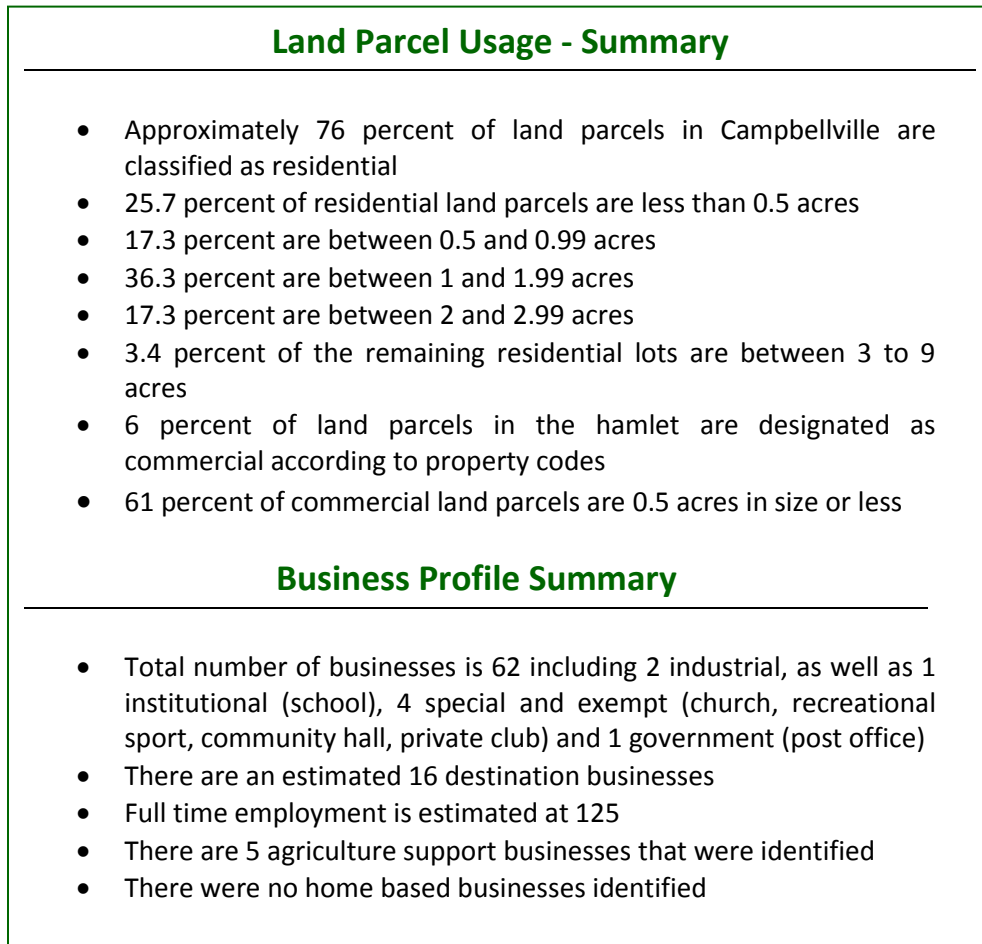 Land Parcel Usage - Summary
• Approximately 76 percent of land parcels in Campbellville are
classified as residential
• 25.7 percent of residential land parcels are less than 0.5 acres
• 17.3 percent are between 0.5 and 0.99 acres
• 36.3 percent are between 1 and 1.99 acres
• 17.3 percent are between 2 and 2.99 acres
• 3.4 percent of the remaining residential lots are between 3 to 9
acres
• 6 percent of land parcels in the hamlet are designated as
commercial according to property codes
• 61 percent of commercial land parcels are 0.5 acres in size or less
Business Profile Summary
• Total number of businesses is 62 including 2 industrial, as well as 1
institutional (school), 4 special and exempt (church, recreational
sport, community hall, private club) and 1 government (post office)
• There are an estimated 16 destination businesses
• Full time employment is estimated at 125
• There are 5 agriculture support businesses that were identified
• There were no home based businesses identified